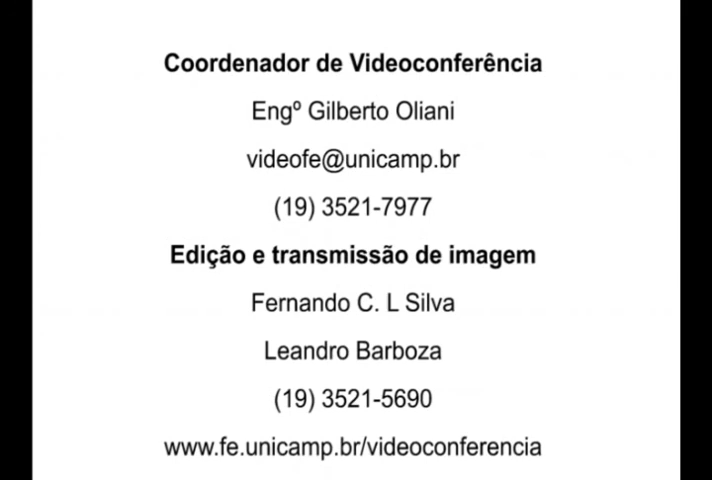 Coordenador de Videoconferência
Engº Gilberto Oliani
videofe@unicamp.br
(19) 3521-7977
Edição e transmissão de imagem
Fernando C. L Silva
Leandro Barboza
(19) 3521-5690
www.fe.unicamp.br/videoconferencia